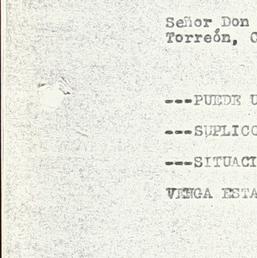 Señor Don
Torreón, C
---PUEDE U
---SUPLICO
---SITUACI
VENGA ESTA